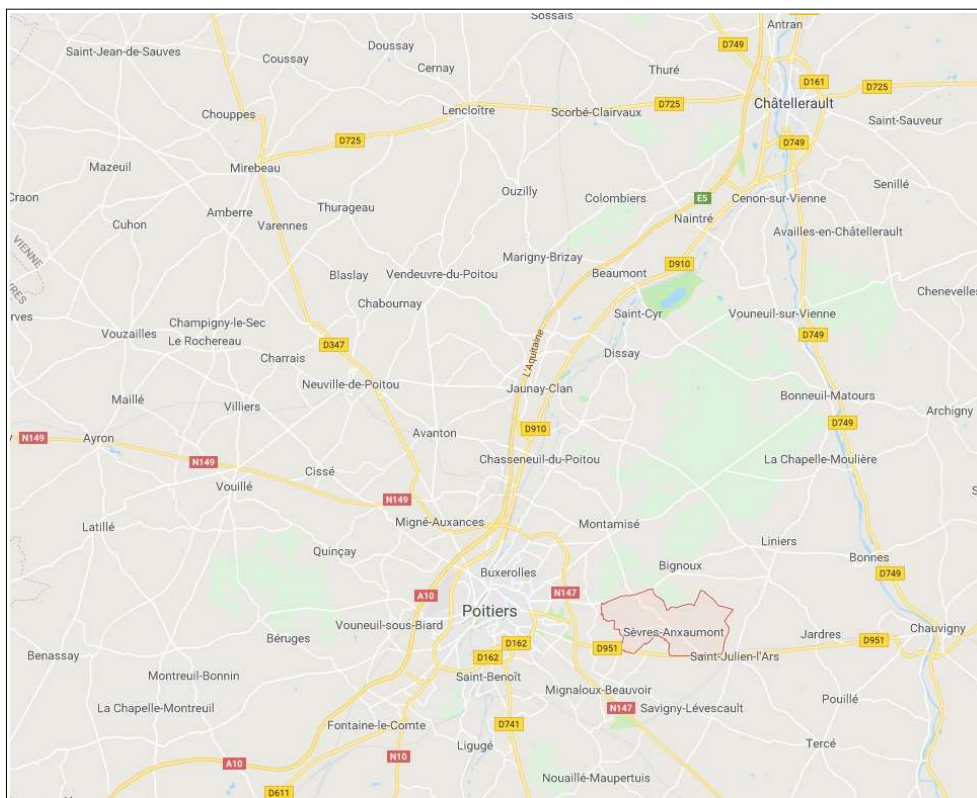 Sossais
Antran
Saint-Jean-de-Sauves
Doussay
Coussay
D749
Cernay
Thuré
D161
Châtellerault
D725
D725
Chouppes
Lencloître
Scorbé-Clairvaux
Saint-Sauveur
D725
D749
Mazeuil
Mirebeau
Craon
Ouzilly
Colombiers
E5
Senillé
Cenon-sur-Vienne
Amberre
Thurageau
Naintré
Cuhon
Varennes
Availles-en-Châtellerault
VIENNE
Marigny-Brizay
D910
Blaslay
Vendeuvre-du-Poitou
Beaumont
Chenevelles
Chabournay
Saint-Cyr
Vouneuil-sur-Vienne
Champigny-le-Sec
Vouzailles
Le Rochereau
D749
D347
L'Aquitaine
Charrais
Dissay
Neuville-de-Poitou
Jaunay-Clan
Bonneuil-Matours
Maillé
Villiers
Archigny
D749
Avanton
D910
Ayron
N149
Chasseneuil-du-Poitou
La Chapelle-Moulière
N149
Cissé
Vouillé
N149
Latillé
Migné-Auxances
Montamisé
Liniers
Quinçay
Bonnes
Bignoux
Buxerolles
D749
A10
N147
Poitiers
Vouneuil-sous-Biard
Chauvigny
Sèvres-Anxaumont
Béruges
Jardres
D951
D162
D951
Benassay
D162
Saint-Julien-l'Ars
Montreuil-Bonnin
Saint-Benoît
Mignaloux-Beauvoir
Pouillé
La Chapelle-Montreuil
N147
Savigny-Lévescault
Fontaine-le-Comte
D741
Ligugé
Tercé
N10
A10
Nouaillé-Maupertuis
D611